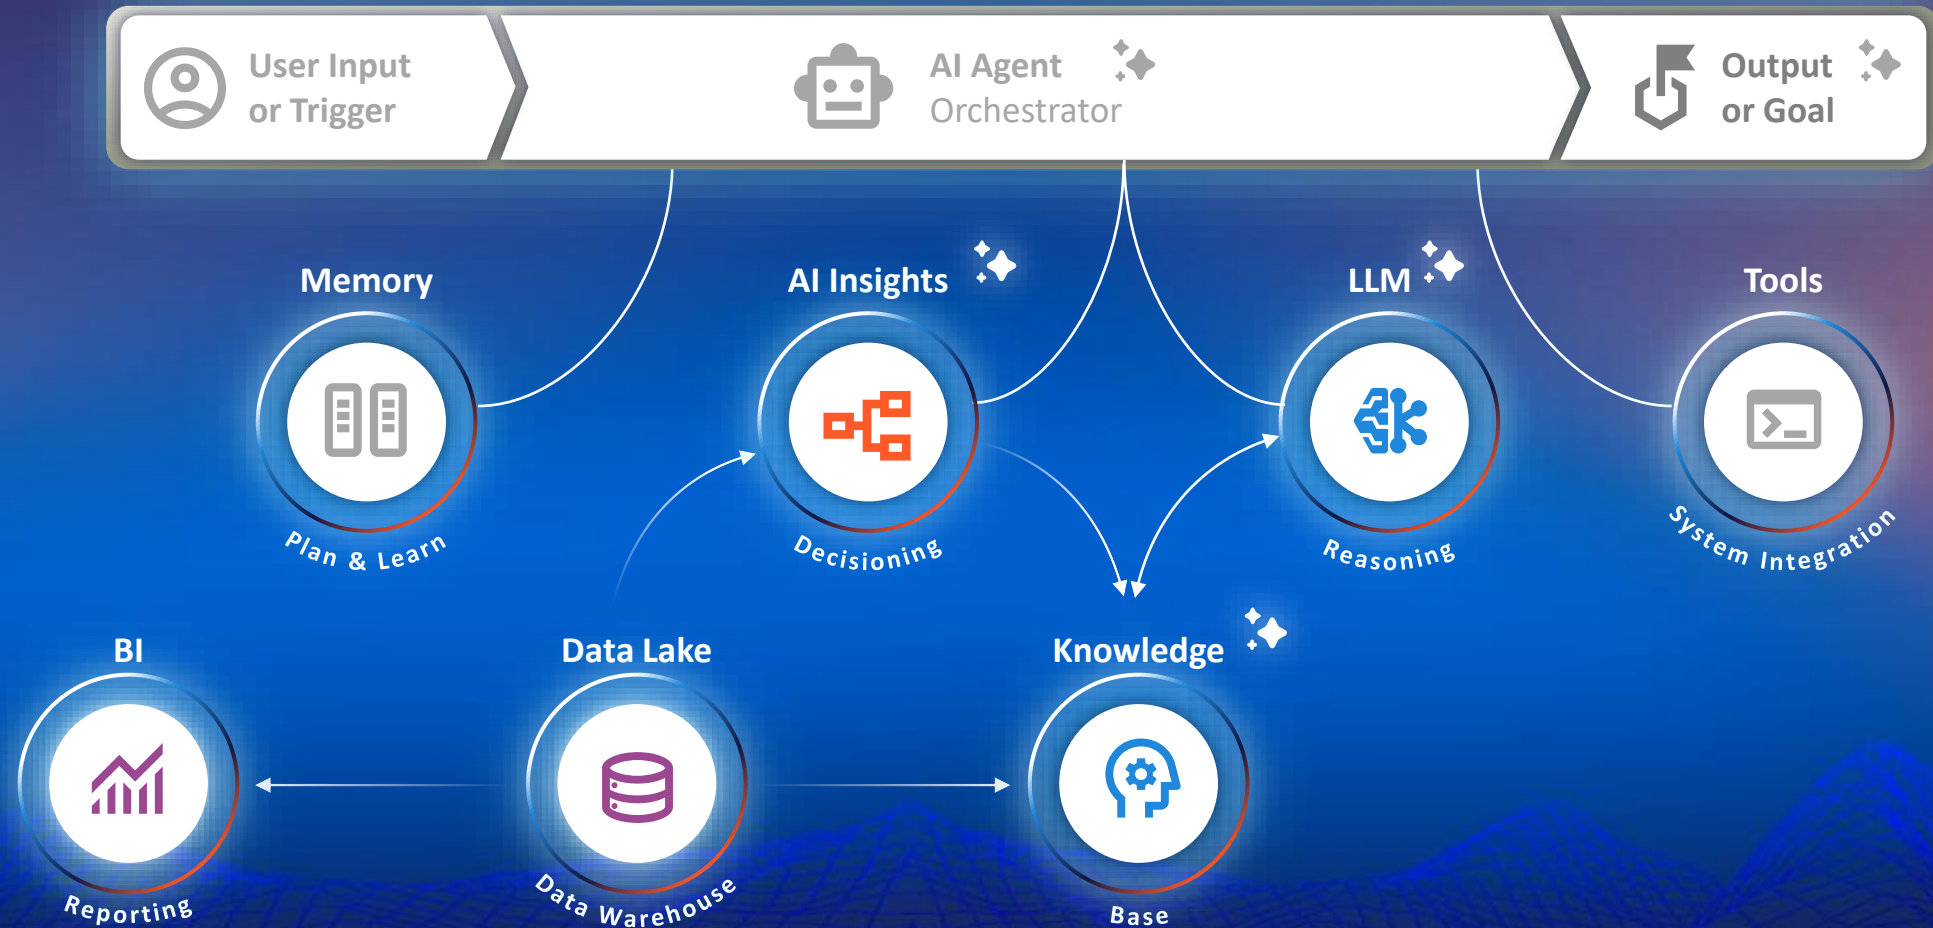 User Input
or Trigger
AI Agent
Orchestrator
Output
or Goal
Memory
Plan & Learn
AI Insights
Decisioning
LLM
Reasoning
Tools
System Integration
BI
Reporting
Data Lake
Data Warehouse
Knowledge
Base